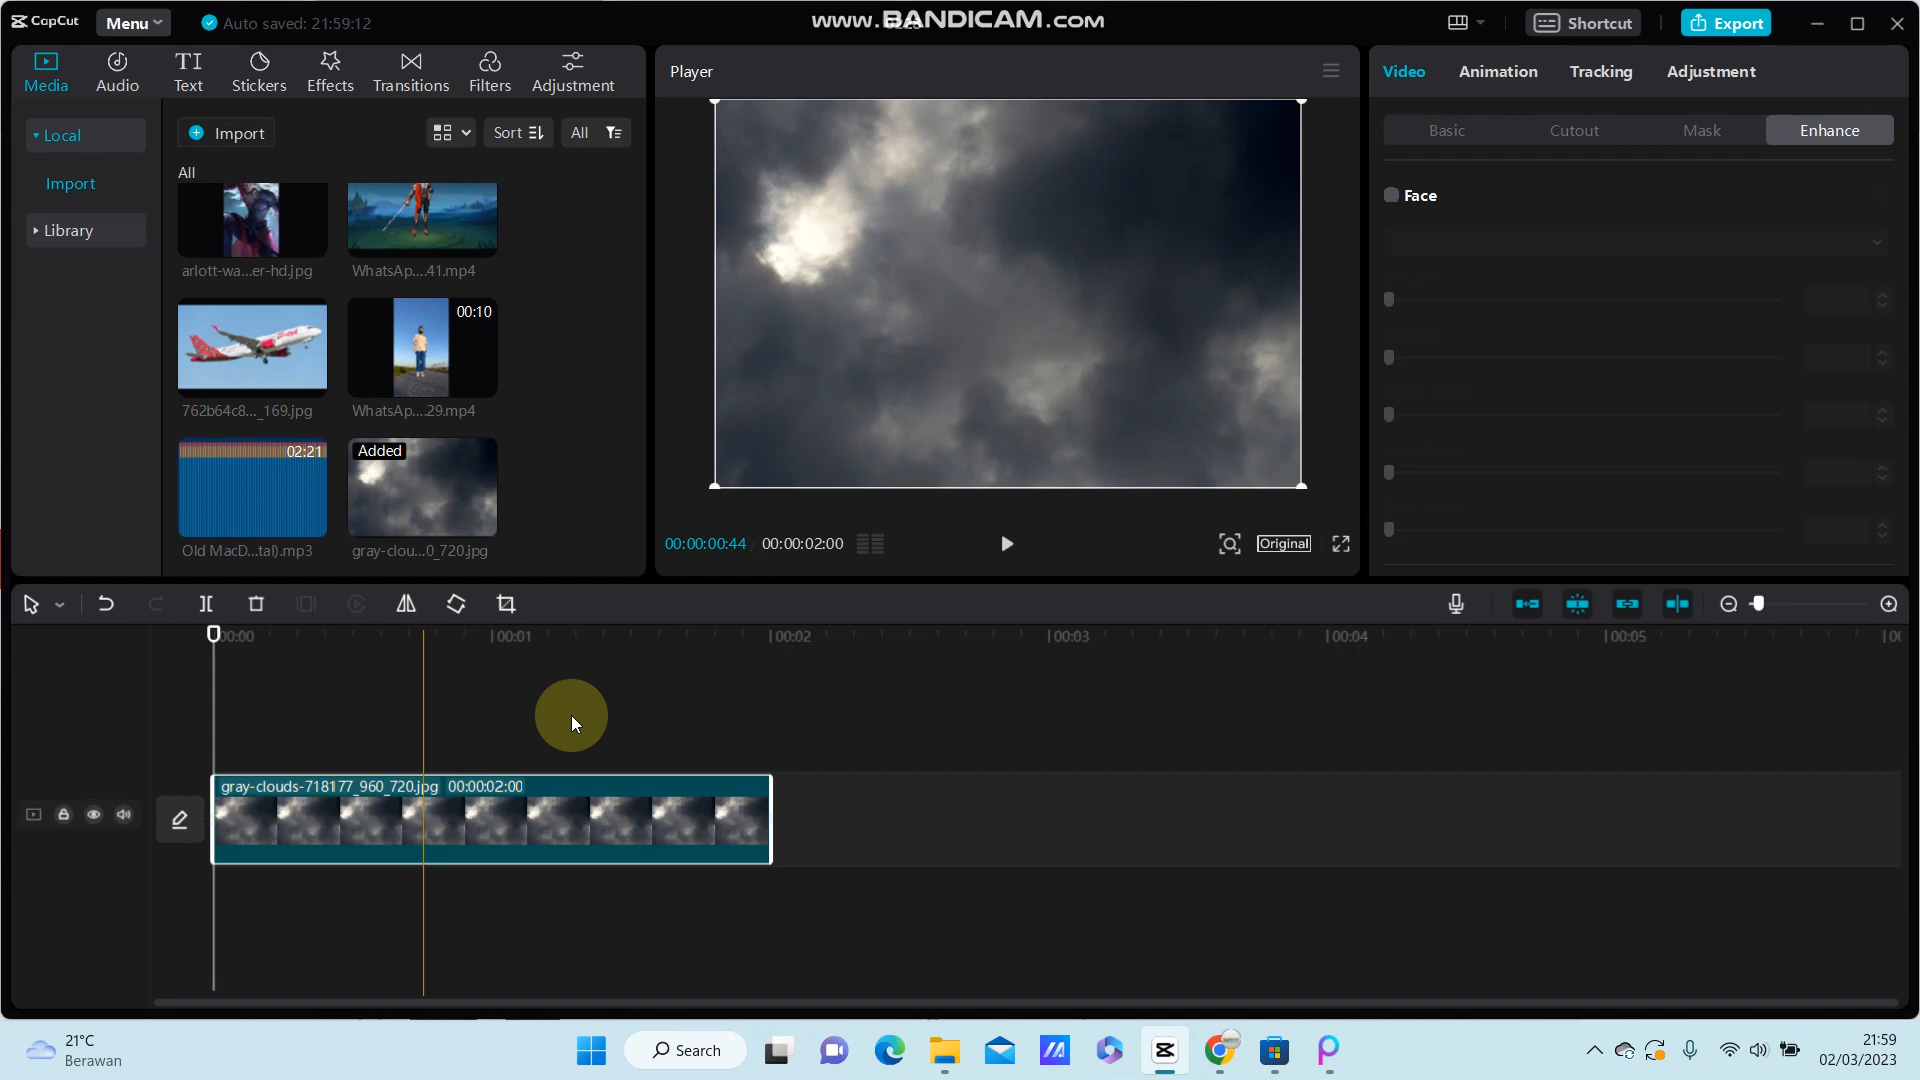 CapCut
Menu
Auto saved: 21:59:12
www.BANDICAM.com
Shortcut
Export
Media
Audio
Text
Stickers
Effects
Transitions
Filters
Adjustment
Player
Video
Animation
Tracking
Adjustment
Local
Import
Library
Import
Sort
All
All
Basic
Cutout
Mask
Enhance
Face
arlott-wa...er-hd.jpg
WhatsAp....41.mp4
00:10
762b64c8..._169.jpg
WhatsAp....29.mp4
02:21
Added
Old MacD...tal).mp3
gray-clou...0_720.jpg
00:00:00:44
00:00:02:00
Original
00:00
00:01
00:02
00:03
00:04
00:05
gray-clouds-718177_960_720.jpg 00:00:02:00
21°C
Berawan
Search
21:59
02/03/2023